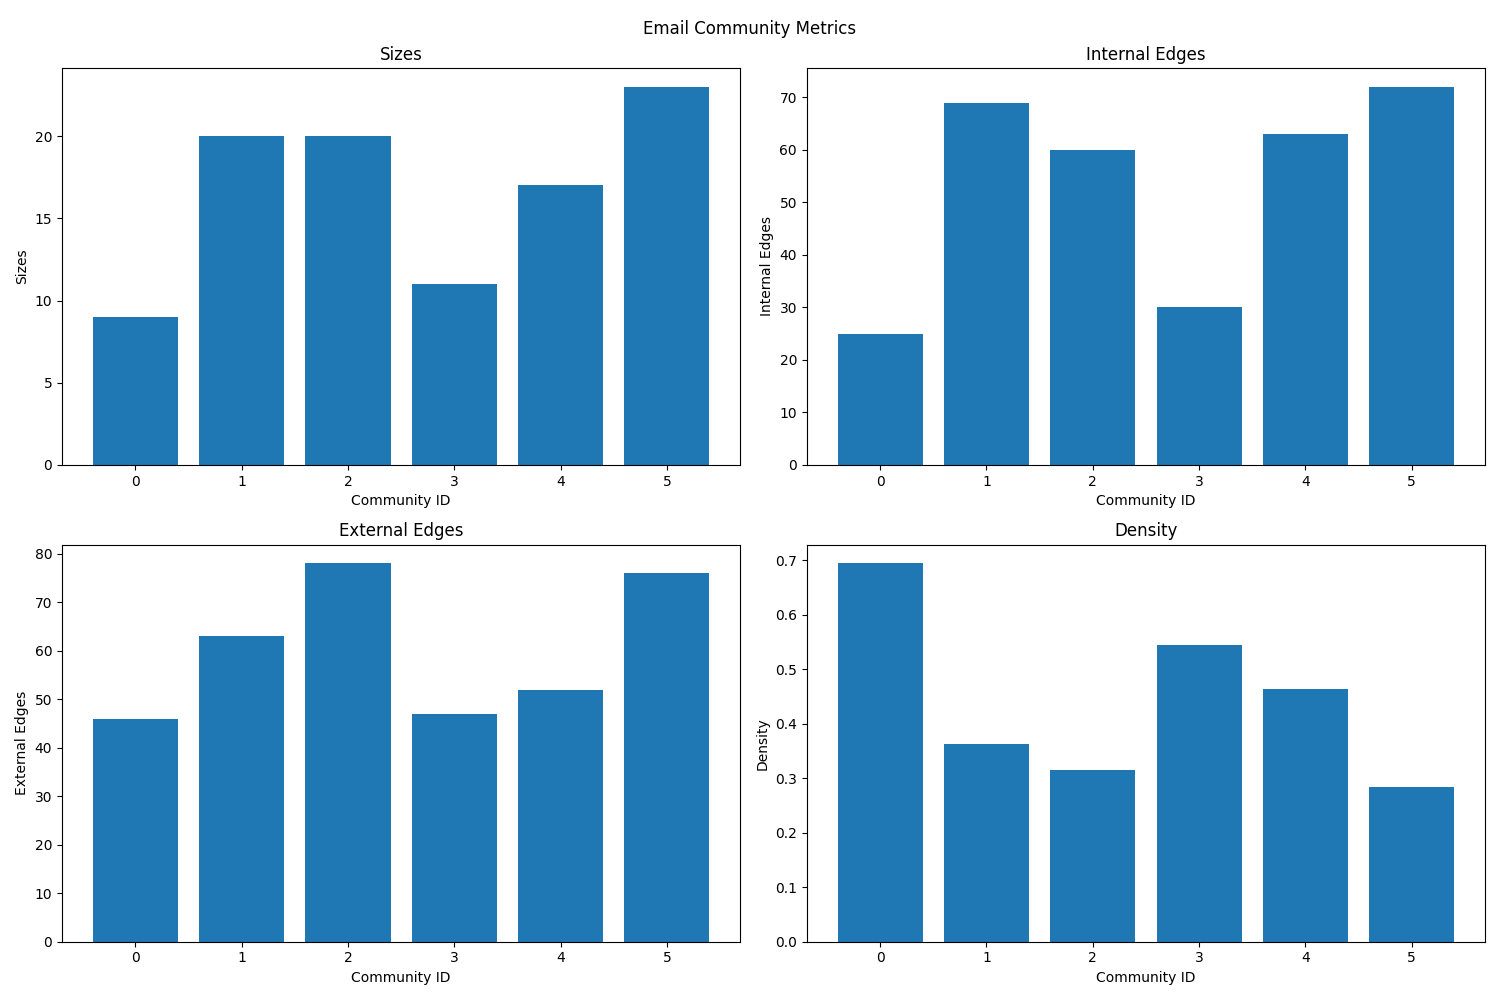 Email Community Metrics
Sizes
Sizes
20
15
10
5
0
0 1 2 3 4 5
Community ID
Internal Edges
Internal Edges
70
60
50
40
30
20
10
0
0 1 2 3 4 5
Community ID
External Edges
External Edges
80
70
60
50
40
30
20
10
0
0 1 2 3 4 5
Community ID
Density
Density
0.7
0.6
0.5
0.4
0.3
0.2
0.1
0.0
0 1 2 3 4 5
Community ID